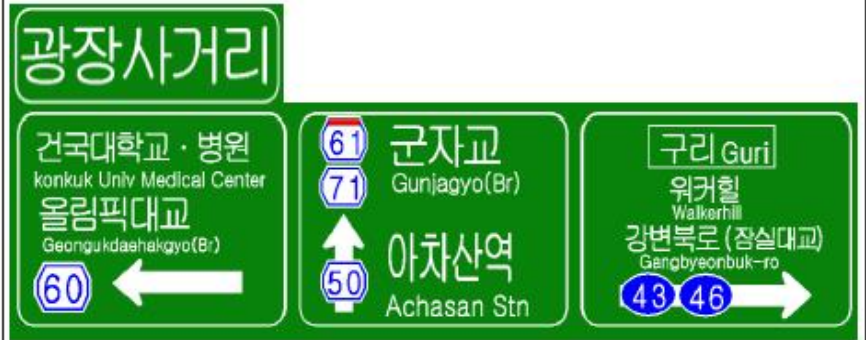 광장사거리
건국대학교 · 병원
konkuk Univ Medical Center
올림픽대교
Geongukdaehakgyo(Br)
60
61
군자교
71
Gunjagyo(Br)
50
아차산역
Achasan Stn
구리 Guri
워커힐
Walkerhill
강변북로 (잠실대교)
Gangbyeonbuk-ro
43 46